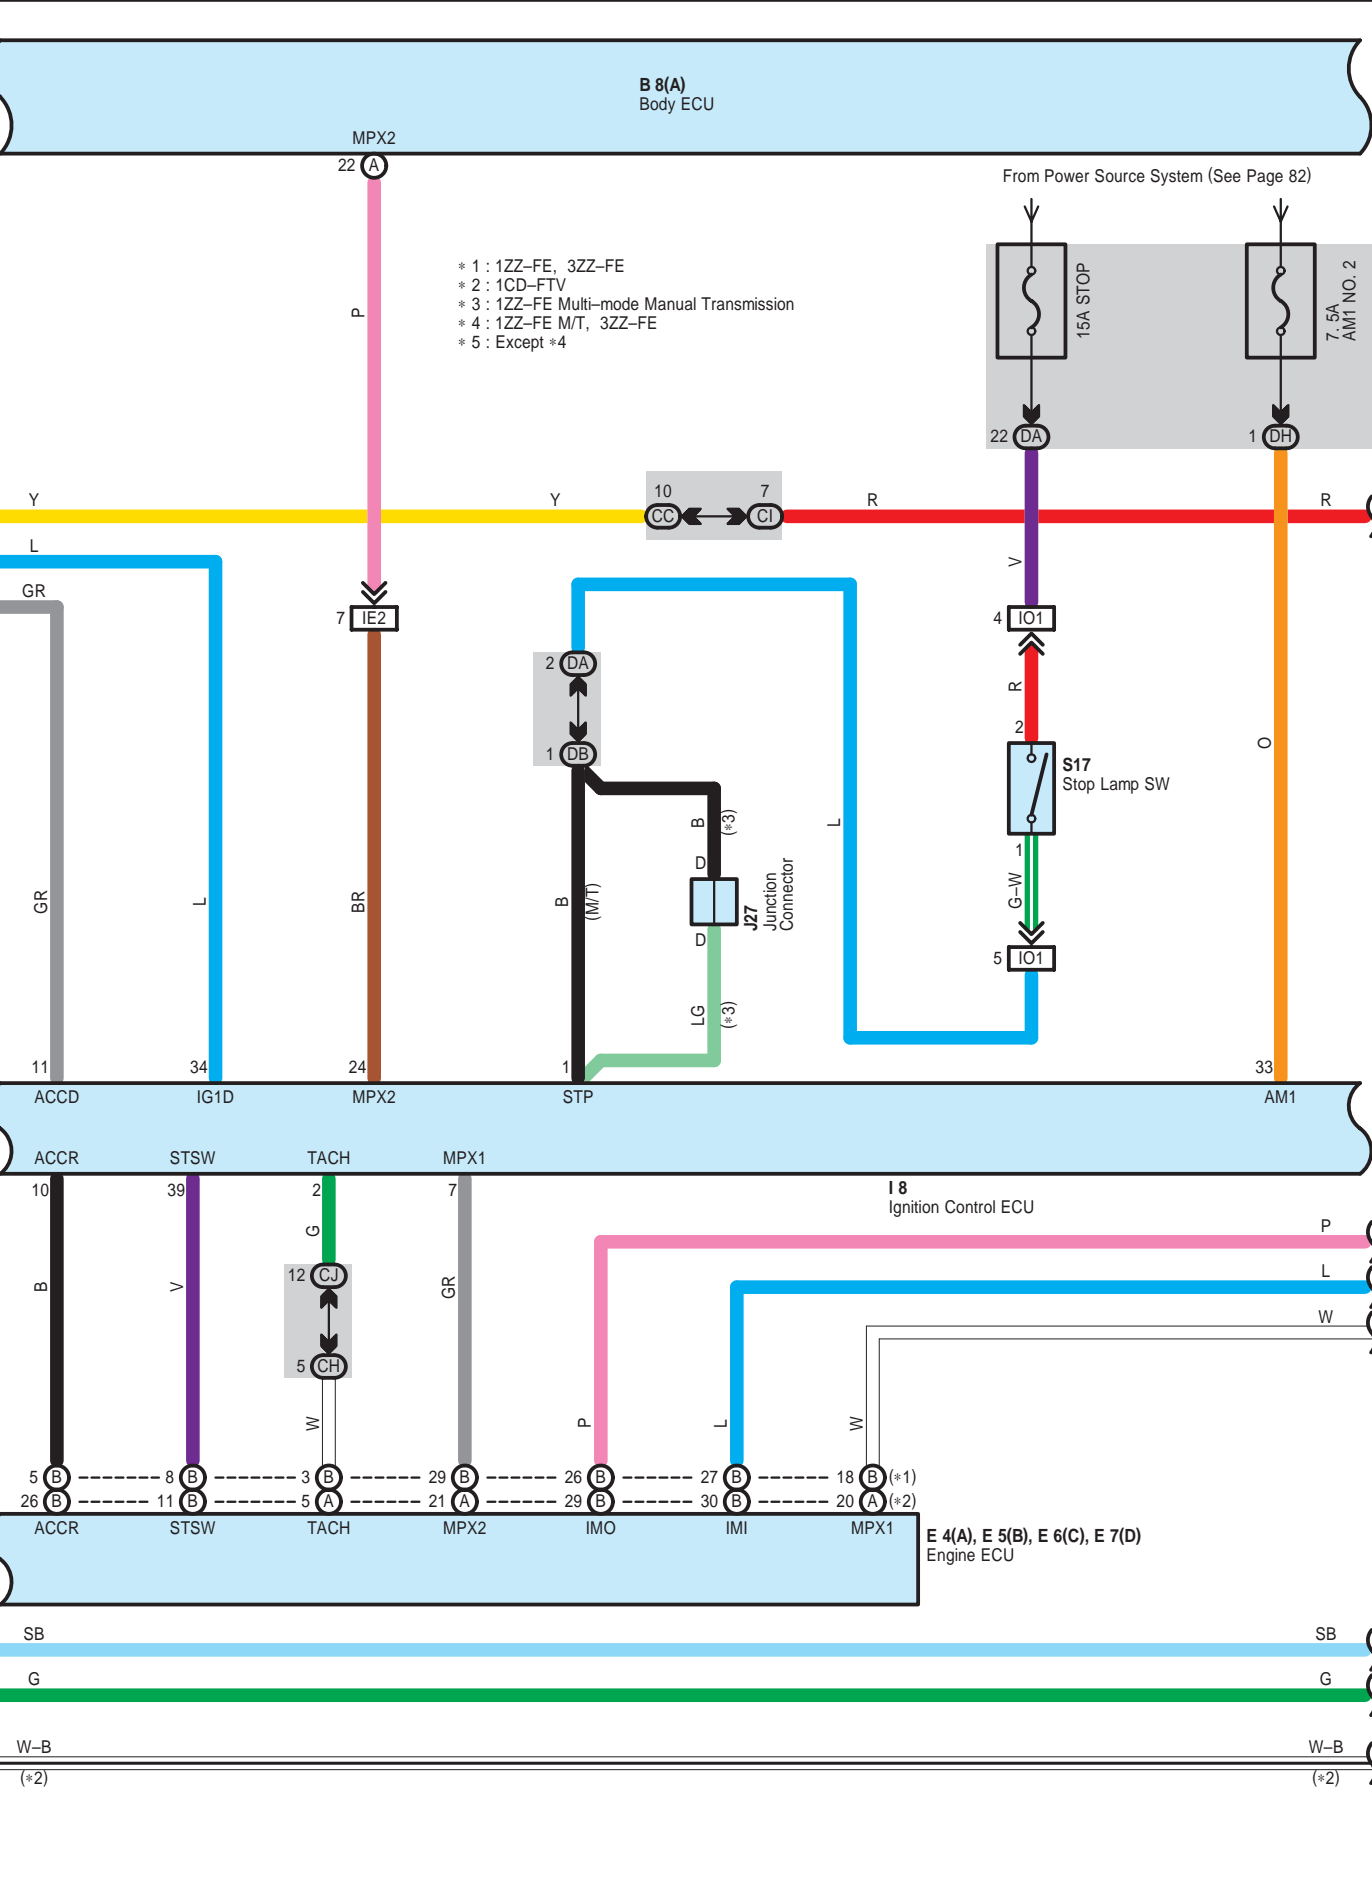 B 8(A)
Body ECU
MPX2
22 A
From Power Source System (See Page 82)
P
∗ 1 : 1ZZ–FE, 3ZZ–FE
∗ 2 : 1CD–FTV
∗ 3 : 1ZZ–FE Multi–mode Manual Transmission
∗ 4 : 1ZZ–FE M/T, 3ZZ–FE
∗ 5 : Except ∗4
15A STOP
7. 5A
AM1 NO. 2
22 DA
1 DH
Y
Y
10
7
CC
CI
R
R
L
V
GR
7 IE2
4 IO1
2 DA
R
2
1 DB
O
S17
Stop Lamp SW
B
(∗3)
L
1
D
GR
L
BR
B
(M/T)
J27
Junction
Connector
G–W
D
5 IO1
LG
(∗3)
11
34
24
1
33
ACCD
IG1D
MPX2
STP
AM1
ACCR
STSW
TACH
MPX1
10
39
2
7
I 8
Ignition Control ECU
G
P
12 CJ
L
B
V
GR
W
5 CH
W
P
L
W
5 B
8 B
3 B
29 B
26 B
27 B
18 B (∗1)
26 B
11 B
5 A
21 A
29 B
30 B
20 A (∗2)
ACCR
STSW
TACH
MPX2
IMO
IMI
MPX1
E 4(A), E 5(B), E 6(C), E 7(D)
Engine ECU
SB
SB
G
G
W–B
W–B
(∗2)
(∗2)